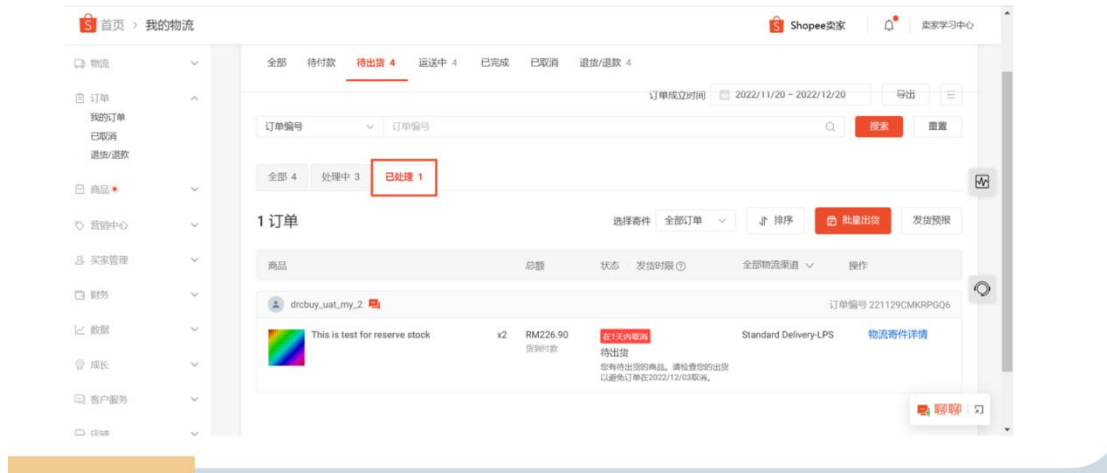 首页 > 我的物流
Shopee卖家
卖家学习中心
物流
订单
我的订单
已取消
退货/退款
商品
营销中心
买家管理
财务
数据
成长
客户服务
店铺
全部 待付款 待出货 4 运送中 4 已完成 已取消 退货/退款 4
订单成立时间 2022/11/20 – 2022/12/20 导出
订单编号 订单编号 搜索 重置
全部 4 处理中 3 已处理 1
1 订单 选择寄件 全部订单 排序 批量出货 发货预报
商品 总额 状态 发货时限 全部物流渠道 操作
drcbuy_uat_my_2 订单编号 221129CMKRPGQ6
This is test for reserve stock x2 RM226.90 在1天内取消 Standard Delivery-LPS 物流寄件详情
货到付款 待出货
您有待出货的商品。请检查您的出货
以避免订单在2022/12/03取消。
聊聊